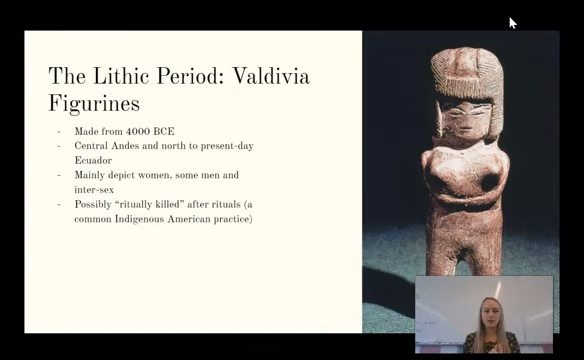 The Lithic Period: Valdivia
Figurines
- Made from 4000 BCE
- Central Andes and north to present-day
Ecuador
- Mainly depict women, some men and
inter-sex
- Possibly “ritually killed” after rituals (a
common Indigenous American practice)